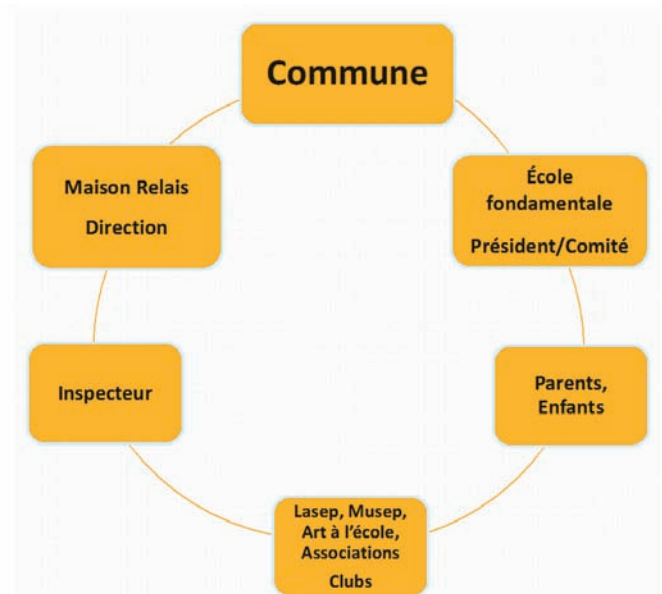 Commune
Maison Relais
Direction
École
fondamentale
Président/Comité
Inspecteur
Parents,
Enfants
Lasep, Musep,
Art à l'école,
Associations
Clubs